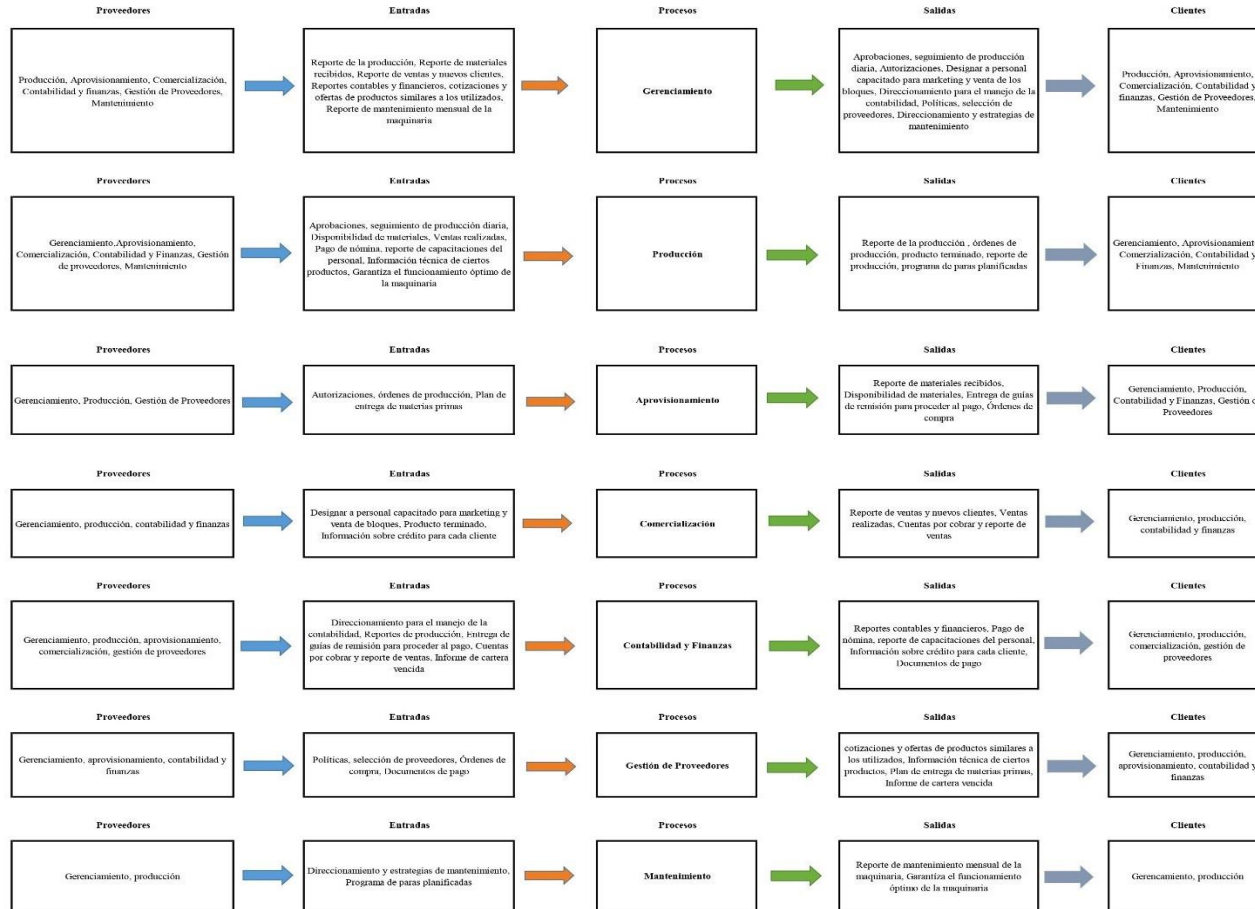 Proveedores
Entradas
Procesos
Salidas
Clientes
Producción, Aprovisionamiento, Comercialización,
Contabilidad y finanzas, Gestión de Proveedores,
Mantenimiento
Reporte de la producción, Reporte de materiales
recibidos, Reporte de ventas y nuevos clientes,
Reportes contables y financieros, cotizaciones y
ofertas de productos similares a los utilizados,
Reporte de mantenimiento mensual de la
maquinaria
Gerenciamiento
Aprobaciones, seguimiento de producción
diaria, Autorizaciones, Designar a personal
capacitado para marketing y venta de los
bloques, Direccionamiento para el manejo de la
contabilidad, Políticas, selección de
proveedores, Direccionamiento y estrategias de
mantenimiento
Producción, Aprovisionamiento,
Comercialización, Contabilidad y
finanzas, Gestión de Proveedores,
Mantenimiento
Proveedores
Entradas
Procesos
Salidas
Clientes
Gerenciamiento,Aprovisionamiento,
Comercialización, Contabilidad y Finanzas, Gestión
de proveedores, Mantenimiento
Aprobaciones, seguimiento de producción diaria,
Disponibilidad de materiales, Ventas realizadas,
Pago de nómina, reporte de capacitaciones del
personal, Información técnica de ciertos
productos, Garantiza el funcionamiento óptimo de
la maquinaria
Producción
Reporte de la producción , órdenes de
producción, producto terminado, reporte de
producción, programa de paras planificadas
Gerenciamiento, Aprovisionamient
Comerzialización, Contabilidad y
Finanzas, Mantenimiento
Proveedores
Entradas
Procesos
Salidas
Clientes
Gerenciamiento, Producción, Gestión de Proveedores
Autorizaciones, órdenes de producción, Plan de
entrega de materias primas
Aprovisionamiento
Reporte de materiales recibidos,
Disponibilidad de materiales, Entrega de guías
de remisión para proceder al pago, Órdenes de
compra
Gerenciamiento, Producción,
Contabilidad y Finanzas, Gestión d
Proveedores
Proveedores
Entradas
Procesos
Salidas
Clientes
Gerenciamiento, producción, contabilidad y finanzas
Designar a personal capacitado para marketing y
venta de bloques, Producto terminado,
Información sobre crédito para cada cliente
Comercialización
Reporte de ventas y nuevos clientes, Ventas
realizadas, Cuentas por cobrar y reporte de
ventas
Gerenciamiento, producción,
contabilidad y finanzas
Proveedores
Entradas
Procesos
Salidas
Clientes
Gerenciamiento, producción, aprovisionamiento,
comercialización, gestión de proveedores
Direccionamiento para el manejo de la
contabilidad, Reportes de producción, Entrega de
guías de remisión para proceder al pago, Cuentas
por cobrar y reporte de ventas, Informe de cartera
vencida
Contabilidad y Finanzas
Reportes contables y financieros, Pago de
nómina, reporte de capacitaciones del personal,
Información sobre crédito para cada cliente,
Documentos de pago
Gerenciamiento, producción,
comercialización, gestión de
proveedores
Proveedores
Entradas
Procesos
Salidas
Clientes
Gerenciamiento, aprovisionamiento, contabilidad y
finanzas
Políticas, selección de proveedores, Órdenes de
compra, Documentos de pago
Gestión de Proveedores
cotizaciones y ofertas de productos similares a
los utilizados, Información técnica de ciertos
productos, Plan de entrega de materias primas,
Informe de cartera vencida
Gerenciamiento, producción,
aprovisionamiento, contabilidad y
finanzas
Proveedores
Entradas
Procesos
Salidas
Clientes
Gerenciamiento, producción
Direccionamiento y estrategias de mantenimiento,
Programa de paras planificadas
Mantenimiento
Reporte de mantenimiento mensual de la
maquinaria, Garantiza el funcionamiento
óptimo de la maquinaria
Gerencamiento, producción